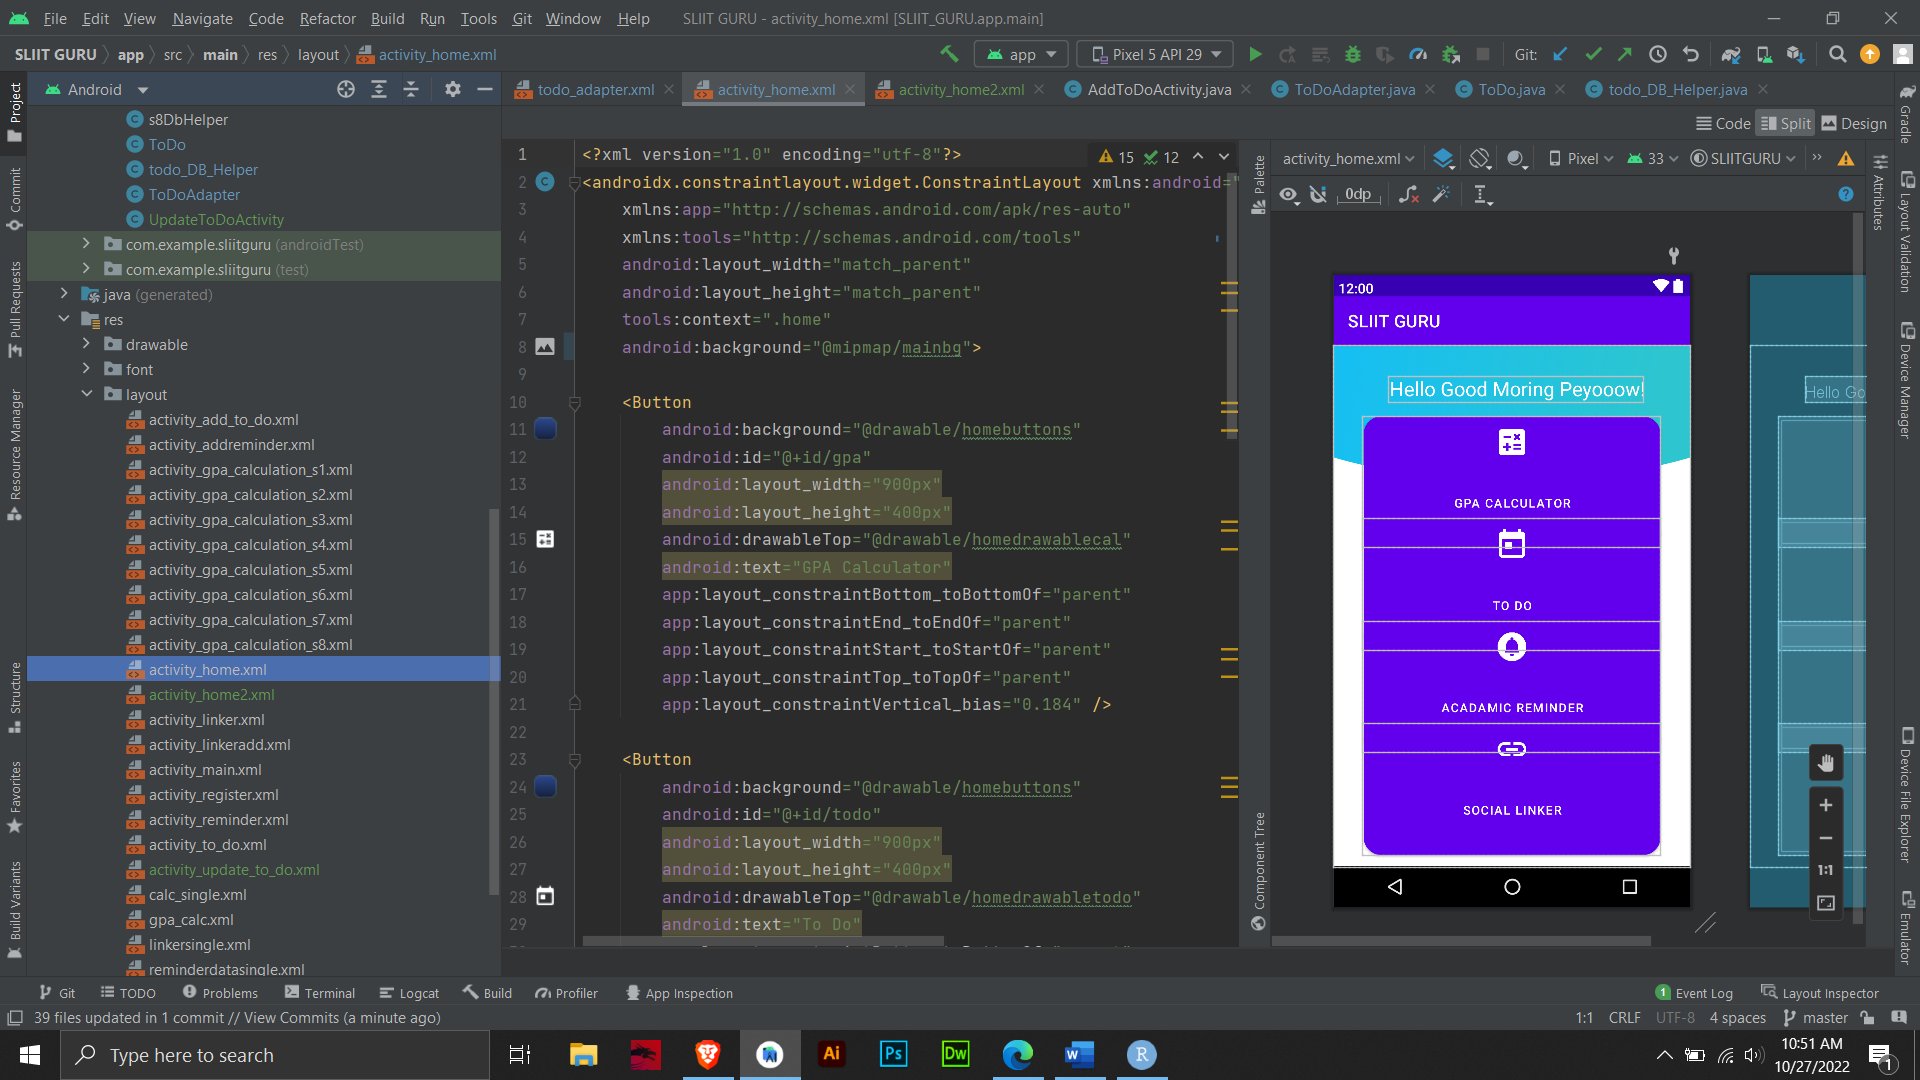 File Edit View Navigate Code Refactor Build Run Tools Git Window Help SLIIT GURU - activity_home.xml [SLIIT_GURU.app.main]
SLIIT GURU app src main res layout activity_home.xml
app Pixel 5 API 29 Git:
Android
todo_adapter.xml activity_home.xml activity_home2.xml AddToDoActivity.java ToDoAdapter.java ToDo.java todo_DB_Helper.java
Code Split Design
Project
Commit
Pull Requests
Resource Manager
Structure
Favorites
Build Variants
s8DbHelper
ToDo
todo_DB_Helper
ToDoAdapter
UpdateToDoActivity
com.example.sliitguru (androidTest)
com.example.sliitguru (test)
java (generated)
res
drawable
font
layout
activity_add_to_do.xml
activity_addreminder.xml
activity_gpa_calculation_s1.xml
activity_gpa_calculation_s2.xml
activity_gpa_calculation_s3.xml
activity_gpa_calculation_s4.xml
activity_gpa_calculation_s5.xml
activity_gpa_calculation_s6.xml
activity_gpa_calculation_s7.xml
activity_gpa_calculation_s8.xml
activity_home.xml
activity_home2.xml
activity_linker.xml
activity_linkeradd.xml
activity_main.xml
activity_register.xml
activity_reminder.xml
activity_to_do.xml
activity_update_to_do.xml
calc_single.xml
gpa_calc.xml
linkersingle.xml
reminderdatasingle.xml
15 12
1 <?xml version="1.0" encoding="utf-8"?>
2 <androidx.constraintlayout.widget.ConstraintLayout xmlns:android="
3 xmlns:app="http://schemas.android.com/apk/res-auto"
4 xmlns:tools="http://schemas.android.com/tools"
5 android:layout_width="match_parent"
6 android:layout_height="match_parent"
7 tools:context=".home"
8 android:background="@mipmap/mainbg">
9
10 <Button
11 android:background="@drawable/homebuttons"
12 android:id="@+id/gpa"
13 android:layout_width="900px"
14 android:layout_height="400px"
15 android:drawableTop="@drawable/homedrawablecal"
16 android:text="GPA Calculator"
17 app:layout_constraintBottom_toBottomOf="parent"
18 app:layout_constraintEnd_toEndOf="parent"
19 app:layout_constraintStart_toStartOf="parent"
20 app:layout_constraintTop_toTopOf="parent"
21 app:layout_constraintVertical_bias="0.184" />
22
23 <Button
24 android:background="@drawable/homebuttons"
25 android:id="@+id/todo"
26 android:layout_width="900px"
27 android:layout_height="400px"
28 android:drawableTop="@drawable/homedrawabletodo"
29 android:text="To Do"
Palette
Component Tree
activity_home.xml Pixel 33 SLIITGURU
0dp
12:00
SLIIT GURU
Hello Good Moring Peyooow!
GPA CALCULATOR
TO DO
ACADAMIC REMINDER
SOCIAL LINKER
Hello Go
1:1
Attributes
Gradle
Layout Validation
Device Manager
Device File Explorer
Emulator
Git TODO Problems Terminal Logcat Build Profiler App Inspection 1 Event Log Layout Inspector
39 files updated in 1 commit // View Commits (a minute ago) 1:1 CRLF UTF-8 4 spaces master
Type here to search
Ai Ps Dw W R
10:51 AM
10/27/2022
1